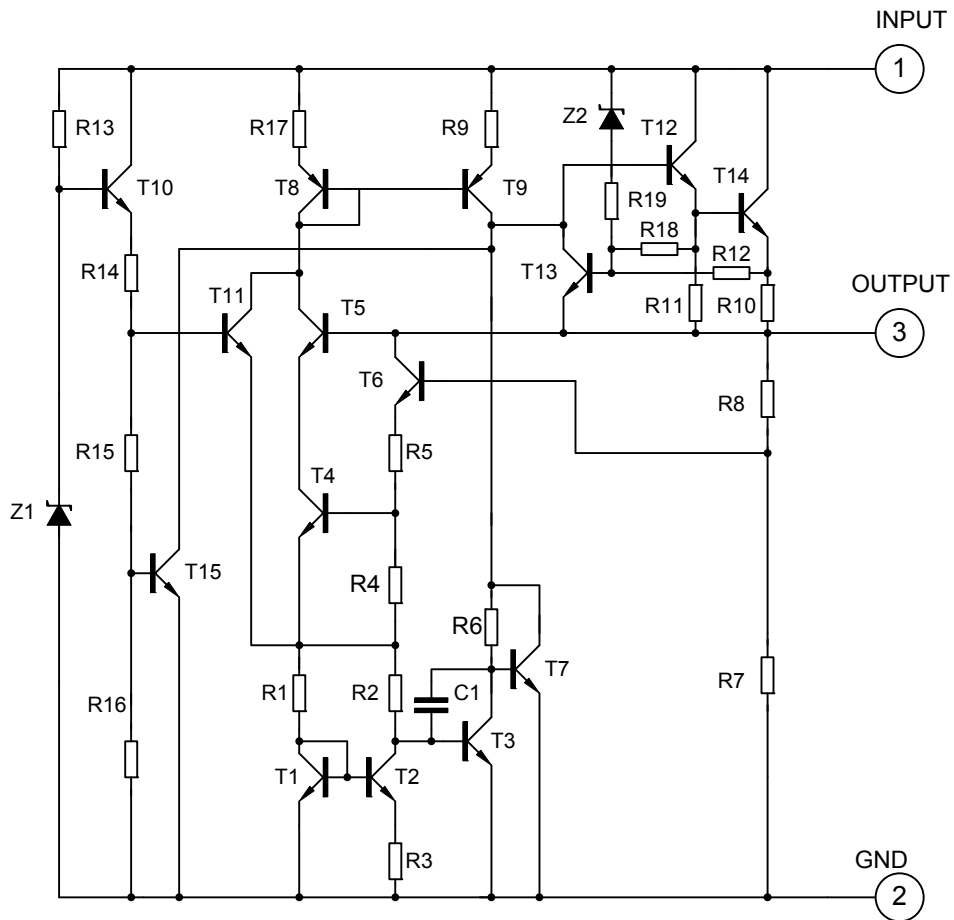 INPUT
1
R13
R17
R9
Z2
T12
T10
T8
T9
T14
R19
R18
R12
R14
T13
T11
T5
R11
R10
OUTPUT
3
T6
R8
R15
R5
Z1
T4
T15
R4
R6
T7
R7
R16
R1
R2
C1
T3
T1
T2
R3
GND
2